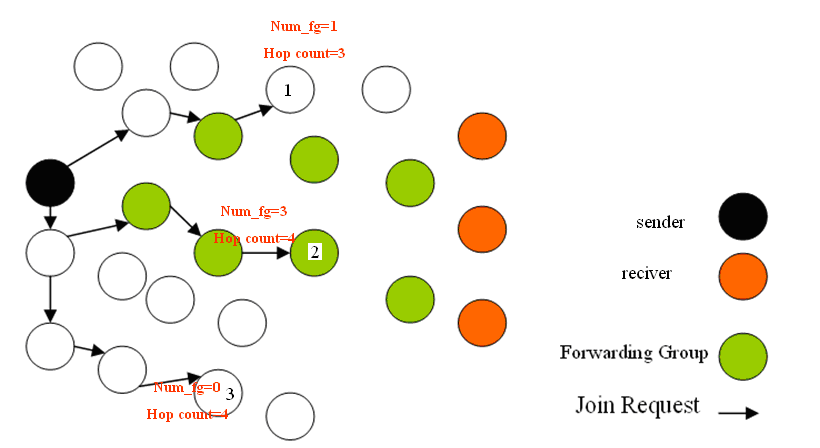 Num_fg=1
Hop count=3
1
Num_fg=3
Hop count=4
2
Num_fg=0
3
Hop count=4
sender
reciver
Forwarding Group
Join Request